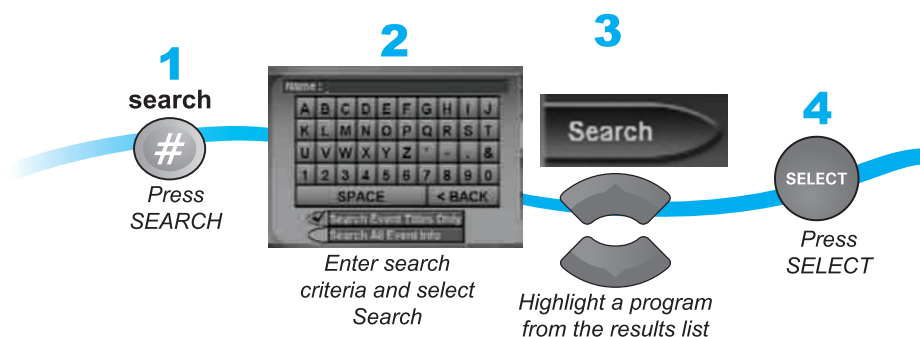 1
search
#
Press
SEARCH
2
Name:
A B C D E F G H I J
K L M N O P Q R S T
U V W X Y Z ' - . &
1 2 3 4 5 6 7 8 9 0
SPACE < BACK
Search Event Titles Only
Search All Event Info
Enter search
criteria and select
Search
3
Search
Highlight a program
from the results list
4
SELECT
Press
SELECT